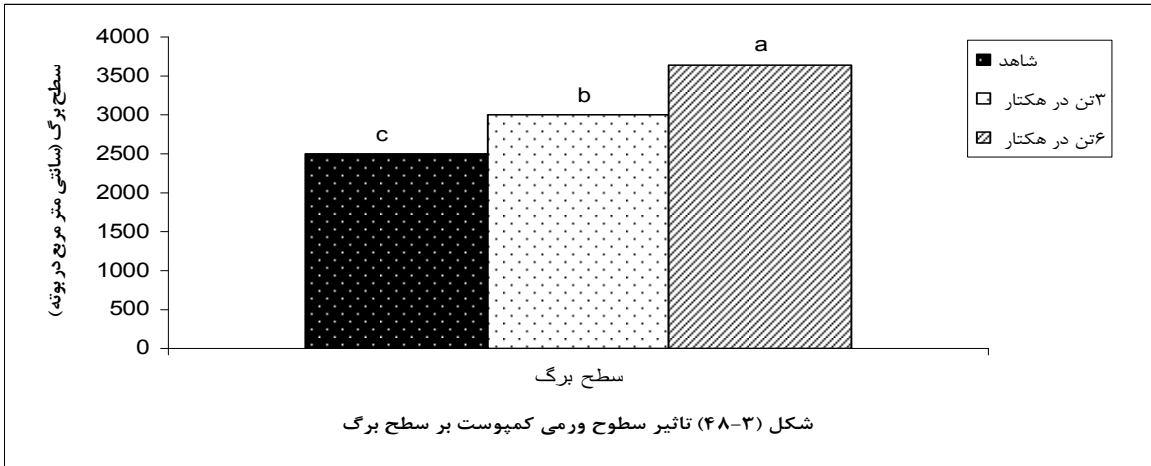 4000
3500
3000
2500
2000
1500
1000
500
0
سطح برگ (سانتی متر مربع در بوته)
c
b
a
شاهد
۳تن در هکتار
۶تن در هکتار
سطح برگ
شکل (۳-۴۸) تاثیر سطوح ورمی کمپوست بر سطح برگ